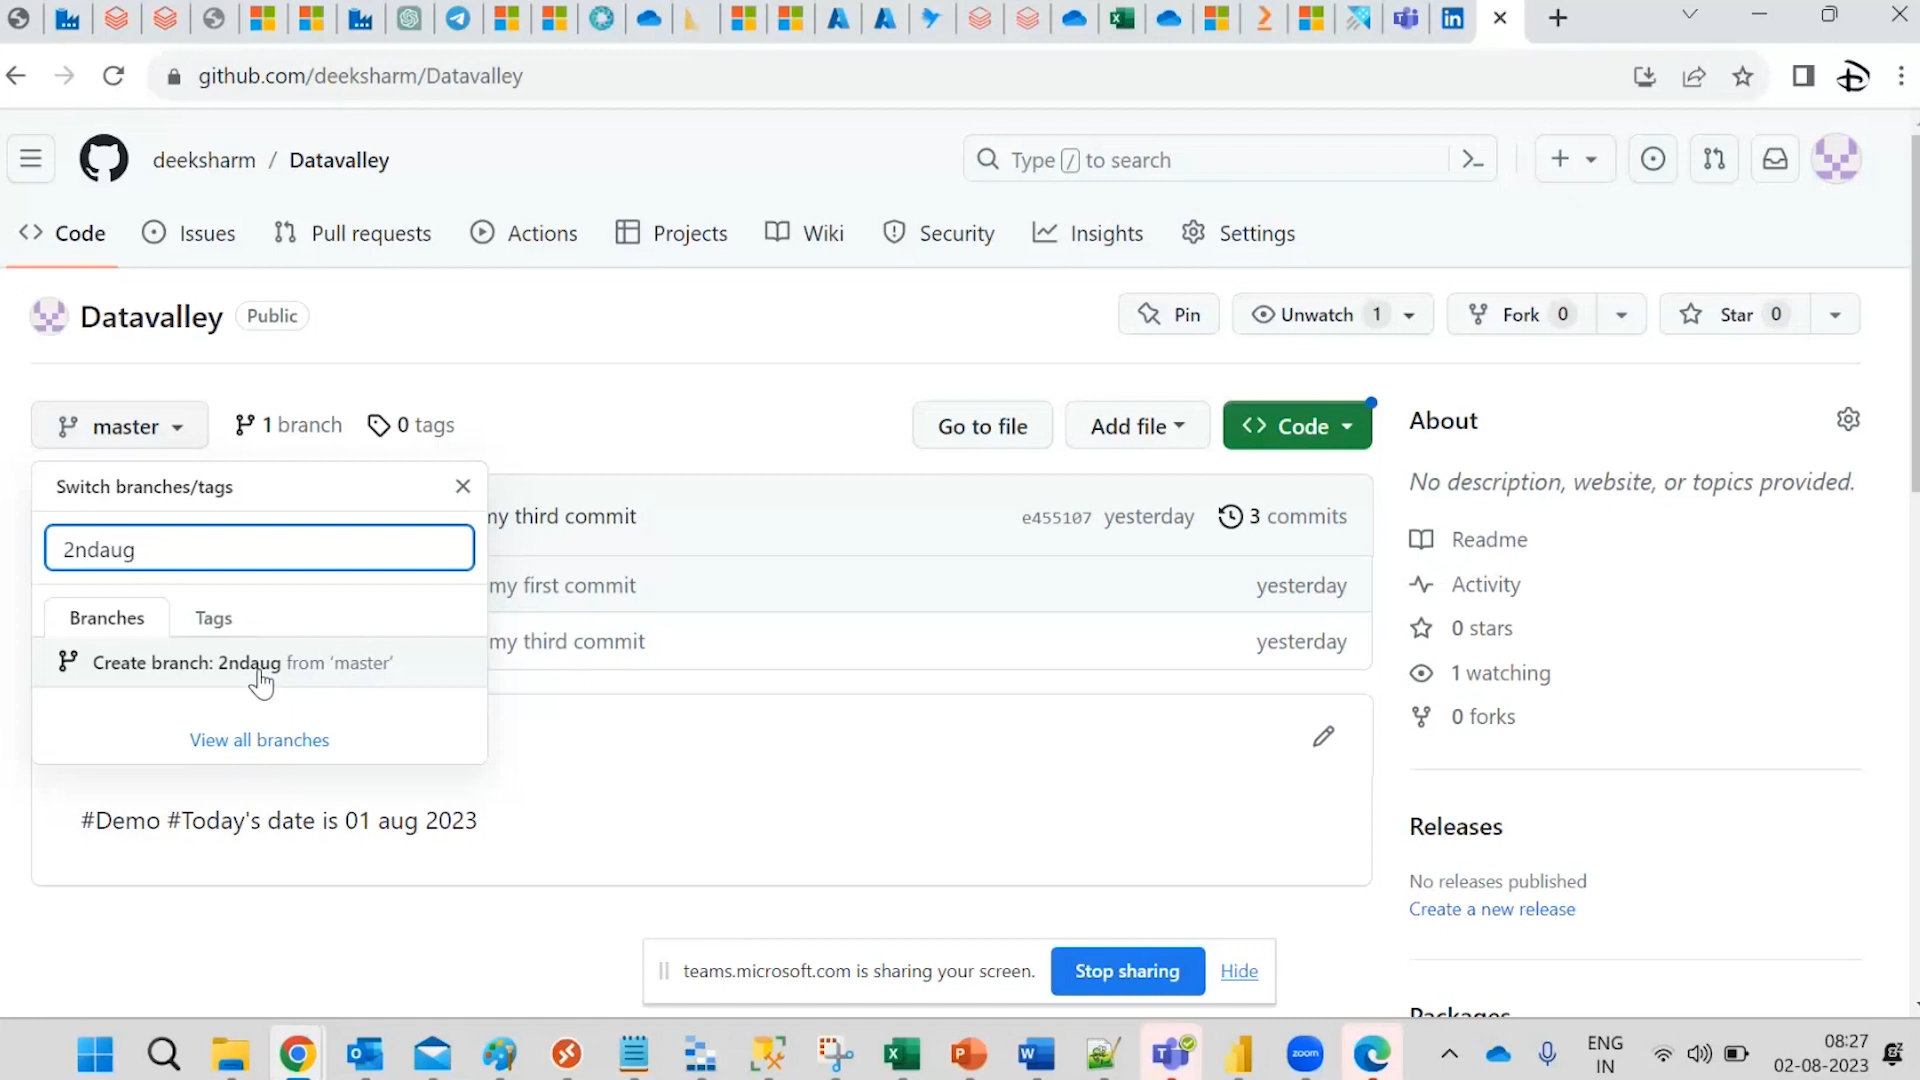 github.com/deeksharm/Datavalley
deeksharm / Datavalley
Type / to search
Code Issues Pull requests Actions Projects Wiki Security Insights Settings
Datavalley Public
Pin Unwatch 1 Fork 0 Star 0
master 1 branch 0 tags
Go to file Add file Code
About
No description, website, or topics provided.
Switch branches/tags
my third commit e455107 yesterday 3 commits
2ndaug
my first commit yesterday
Branches Tags
my third commit yesterday
Create branch: 2ndaug from ‘master’
View all branches
#Demo #Today's date is 01 aug 2023
Readme
Activity
0 stars
1 watching
0 forks
Releases
No releases published
Create a new release
Packages
teams.microsoft.com is sharing your screen. Stop sharing Hide
zoom
ENG
IN
08:27
02-08-2023